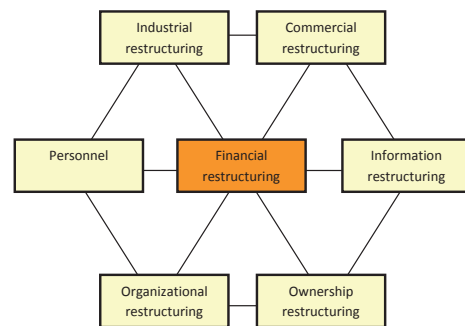 Industrial
restructuring
Commercial
restructuring
Personnel
Financial
restructuring
Information
restructuring
Organizational
restructuring
Ownership
restructuring